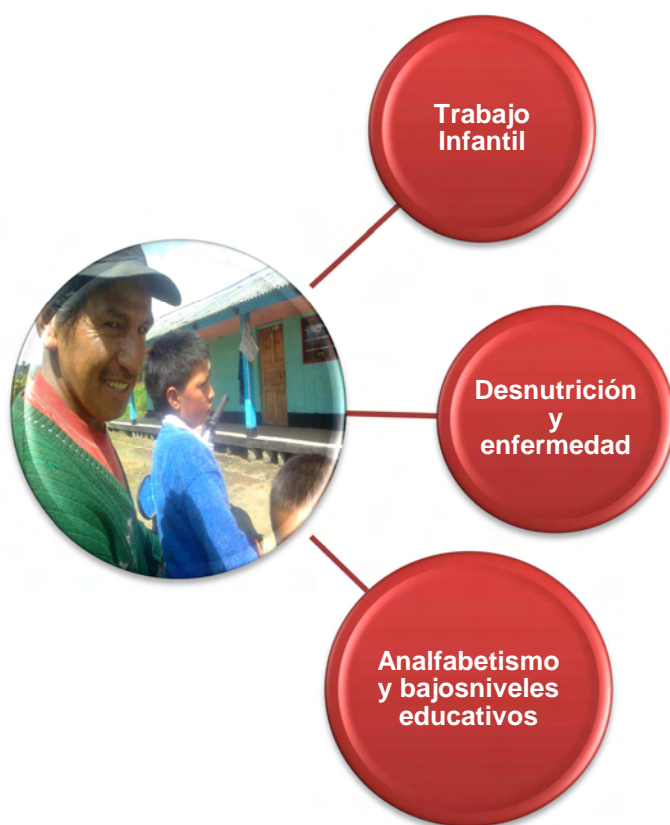 Trabajo
Infantil
Desnutrición
y
enfermedad
Analfabetismo
y bajosniveles
educativos